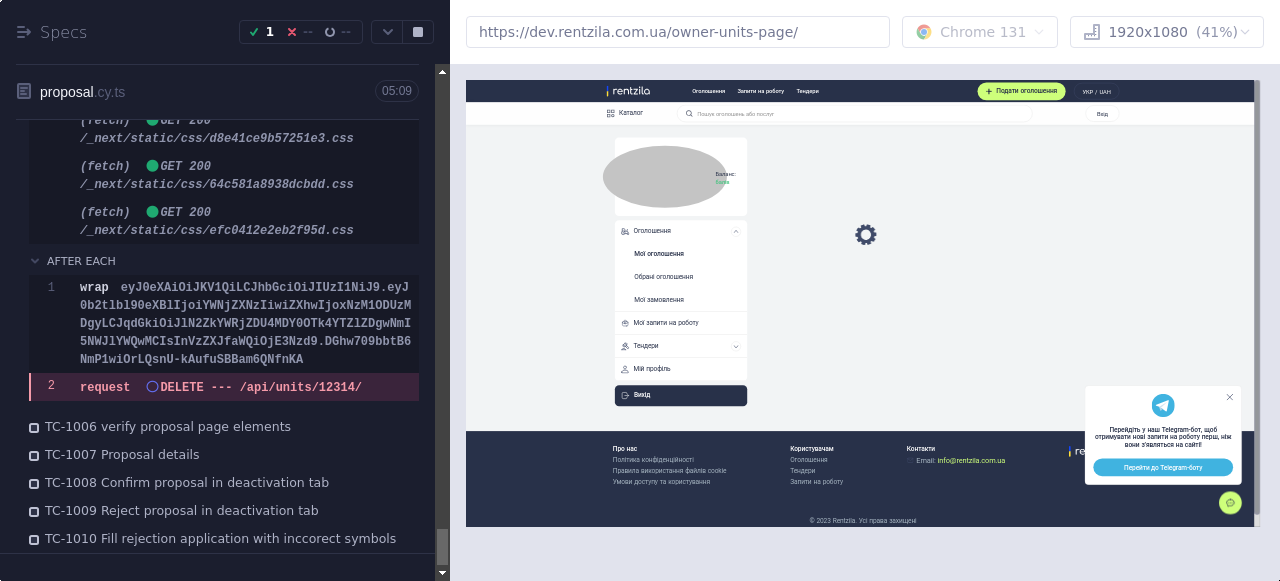 Specs
1
--
--
proposal.cy.ts
05:09
(fetch) GET 200
/_next/static/css/d8e41ce9b57251e3.css
(fetch) GET 200
/_next/static/css/64c581a8938dcbdd.css
(fetch) GET 200
/_next/static/css/efc0412e2eb2f95d.css
AFTER EACH
1 wrap eyJ0eXAiOiJKV1QiLCJhbGciOiJIUzI1NiJ9.eyJ
0b2tlbl90eXBlIjoiYWNjZXNzIiwiZXhwIjoxNzM1ODUzM
DgyLCJqdGkiOiJlN2ZkYWRjZDU4MDY0OTk4YTZlZDgwNmI
5NWJlYWQwMCIsInVzZXJfaWQiOjE3Nzd9.DGhw709bbtB6
NmP1wiOrLQsnU-kAufuSBBam6QNfnKA
2 request DELETE --- /api/units/12314/
TC-1006 verify proposal page elements
TC-1007 Proposal details
TC-1008 Confirm proposal in deactivation tab
TC-1009 Reject proposal in deactivation tab
TC-1010 Fill rejection application with inccorect symbols
https://dev.rentzila.com.ua/owner-units-page/
Chrome 131
1920x1080 (41%)
rentzila
Оголошення
Запити на роботу
Тендери
Подати оголошення
УКР / UAH
Каталог
Пошук оголошень або послуг
Вхід
Баланс:
Оголошення
Мої оголошення
Обрані оголошення
Мої замовлення
Мої запити на роботу
Тендери
Мій профіль
Вихід
Перейдіть у наш Telegram-бот, щоб
отримувати нові запити на роботу перш, ніж
вони з'являться на сайті!
Перейти до Telegram-боту
Про нас
Політика конфіденційності
Правила використання файлів cookie
Умови доступу та користування
Користувачам
Оголошення
Тендери
Запити на роботу
Контакти
Email: info@rentzila.com.ua
re
© 2023 Rentzila. Усі права захищені